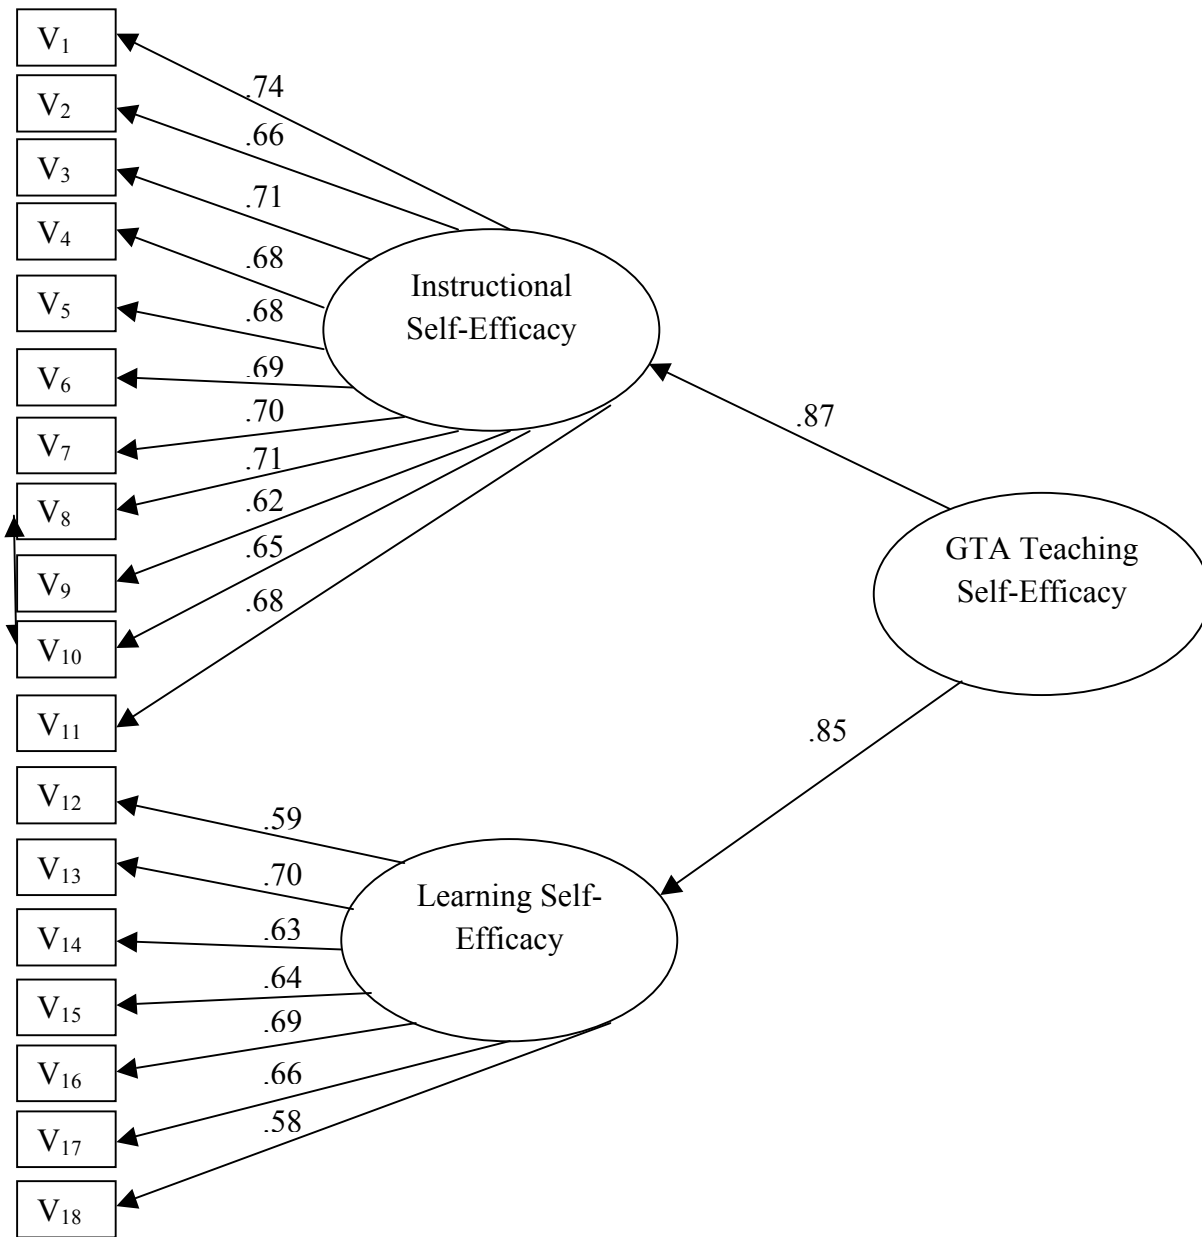 V₁
.74
V₂
.66
V₃
.71
V₄
.68
Instructional
Self-Efficacy
V₅
.68
V₆
.69
V₇
.70
.87
V₈
.71
V₉
.62
GTA Teaching
Self-Efficacy
V₁₀
.65
V₁₁
.68
.85
V₁₂
.59
V₁₃
.70
Learning Self-
Efficacy
V₁₄
.63
V₁₅
.64
V₁₆
.69
V₁₇
.66
V₁₈
.58